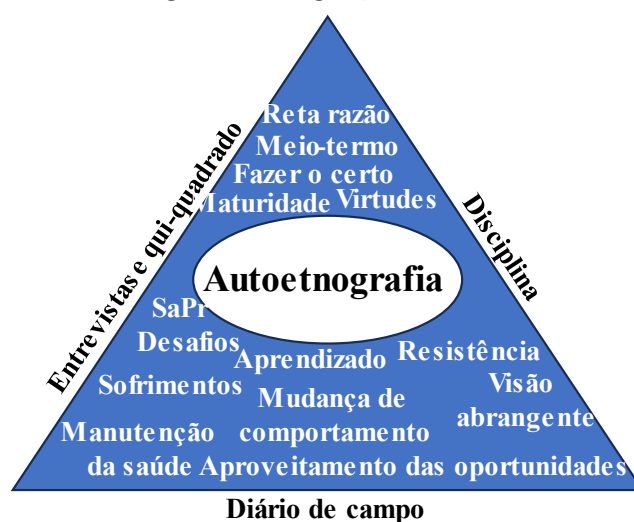 Reta razão
Meio-termo
Fazer o certo
Maturidade Virtudes
Entrevistas e qui-quadrado
Disciplina
Autoetnografia
SaPr
Desafios
Aprendizado
Resistência
Sofrimentos
Mudança de
comportamento
Visão
abrangente
Manutenção
da saúde Aproveitamento das oportunidades
Diário de campo